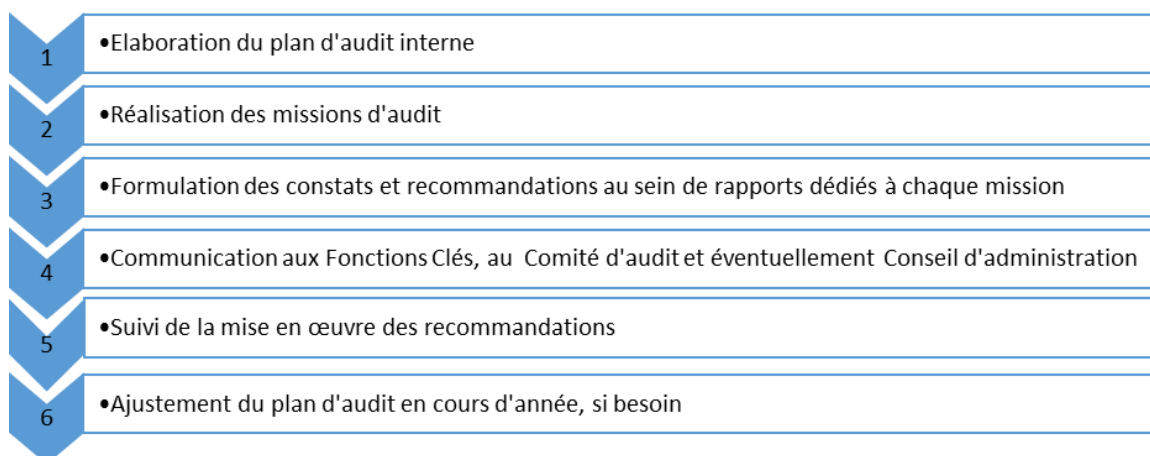 1 •Elaboration du plan d'audit interne
2 •Réalisation des missions d'audit
3 •Formulation des constats et recommandations au sein de rapports dédiés à chaque mission
4 •Communication aux Fonctions Clés, au Comité d'audit et éventuellement Conseil d'administration
5 •Suivi de la mise en œuvre des recommandations
6 •Ajustement du plan d'audit en cours d'année, si besoin